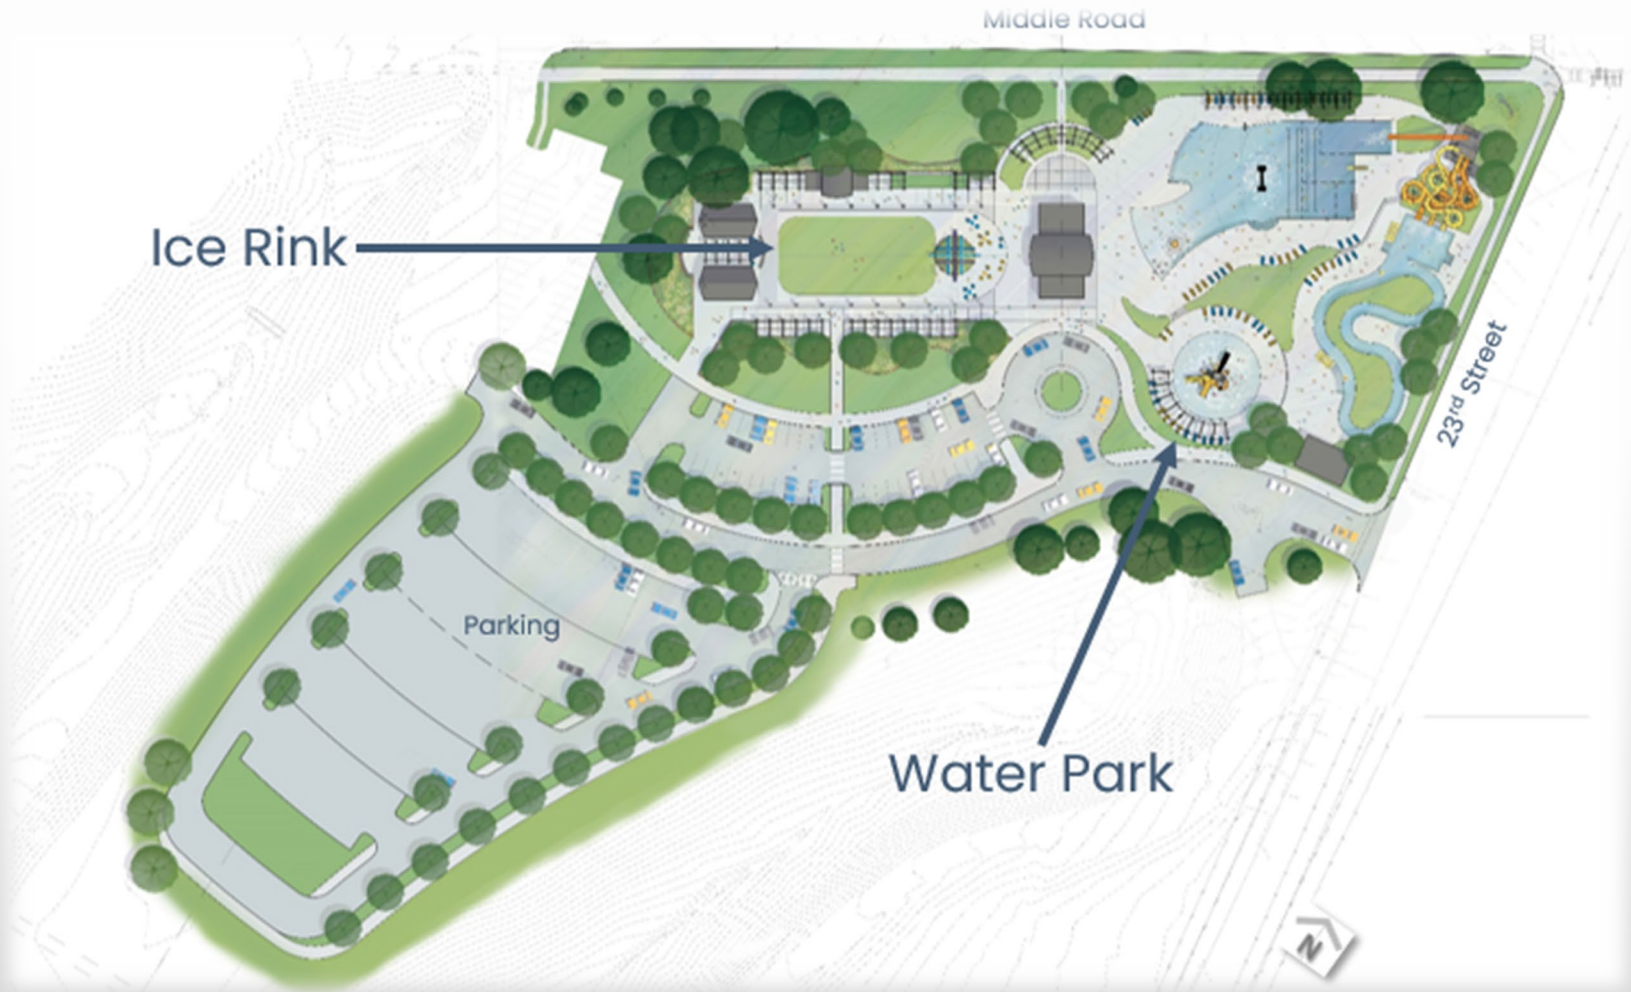 Middle Road
Ice Rink
23rd Street
Parking
Water Park
N